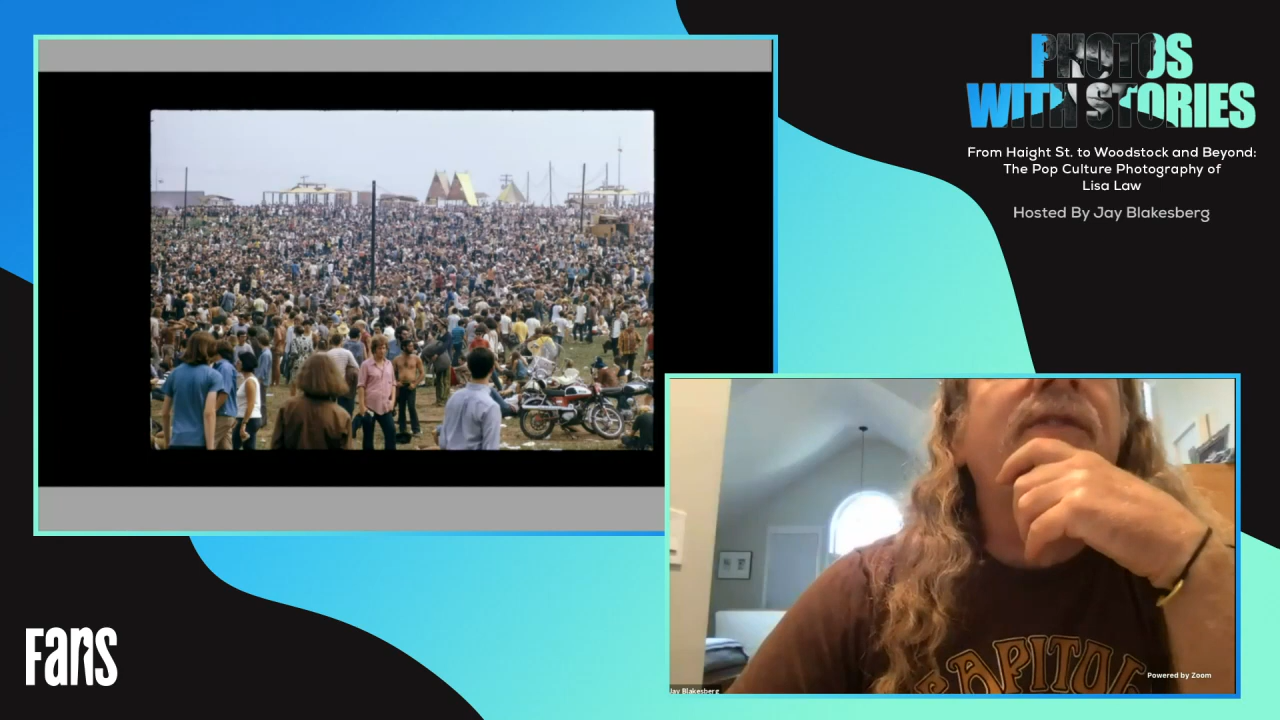 PHOTOS
WITH STORIES
From Haight St. to Woodstock and Beyond:
The Pop Culture Photography of
Lisa Law
Hosted By Jay Blakesberg
CAPITOL
Powered by Zoom
Jay Blakesberg
Fans